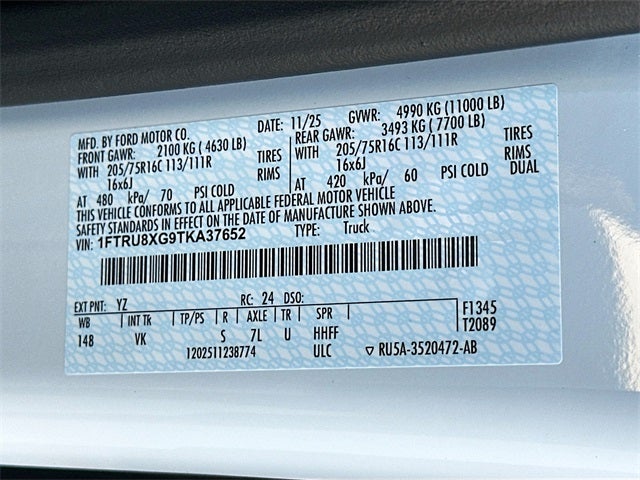 MFD. BY FORD MOTOR CO. DATE: 11/25 GVWR: 4990 KG (11000 LB)
FRONT GAWR: 2100 KG ( 4630 LB) REAR GAWR: 3493 KG ( 7700 LB)
WITH 205/75R16C 113/111R TIRES WITH 205/75R16C 113/111R TIRES
16x6J RIMS 16x6J RIMS
AT 480 kPa/ 70 PSI COLD AT 420 kPa/ 60 PSI COLD DUAL
THIS VEHICLE CONFORMS TO ALL APPLICABLE FEDERAL MOTOR VEHICLE
SAFETY STANDARDS IN EFFECT ON THE DATE OF MANUFACTURE SHOWN ABOVE.
VIN: 1FTRU8XG9TKA37652 TYPE: Truck
EXT PNT: YZ RC: 24 DSO:
WB INT TR TP/PS R AXLE TR SPR F1345
148 VK S 7L U HHFF T2089
1202511238774 ULC ▽ RU5A-3520472-AB